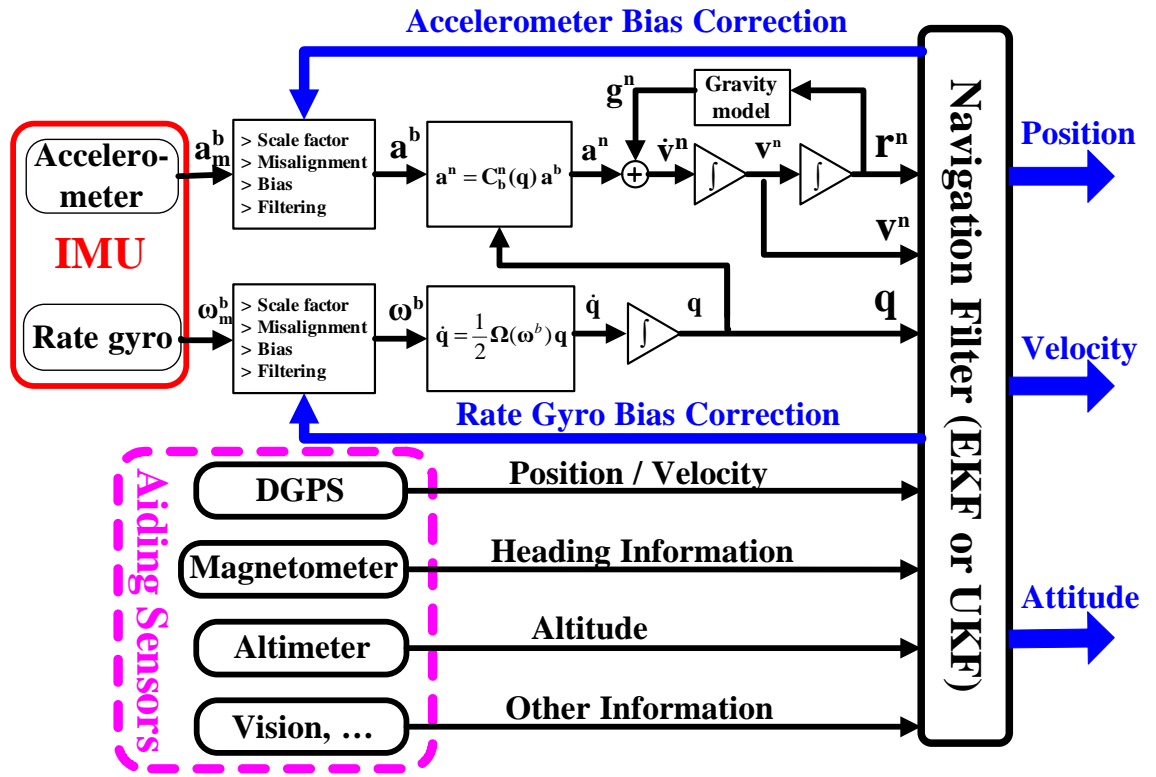 Accelerometer Bias Correction
Accelero-
meter
IMU
Rate gyro
a_m^b
> Scale factor
> Misalignment
> Bias
> Filtering
a^b
a^n = C_b^n(q) a^b
a^n
+
g^n
Gravity
model
v̇^n
∫
v^n
∫
r^n
v^n
ω_m^b
> Scale factor
> Misalignment
> Bias
> Filtering
ω^b
q̇ = 1/2 Ω(ω^b) q
q̇
∫
q
q
Rate Gyro Bias Correction
Aiding Sensors
DGPS
Position / Velocity
Magnetometer
Heading Information
Altimeter
Altitude
Vision, …
Other Information
Navigation Filter (EKF or UKF)
Position
Velocity
Attitude